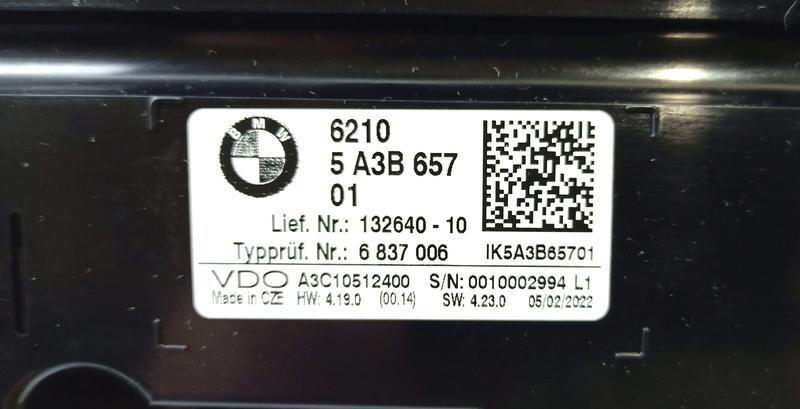 BMW
6210
5 A3B 657
01
Lief. Nr.: 132640 - 10
Typprüf. Nr.: 6 837 006
IK5A3B65701
VDO A3C10512400 S/N: 0010002994 L1
Made in CZE HW: 4.19.0 (00.14) SW: 4.23.0 05/02/2022